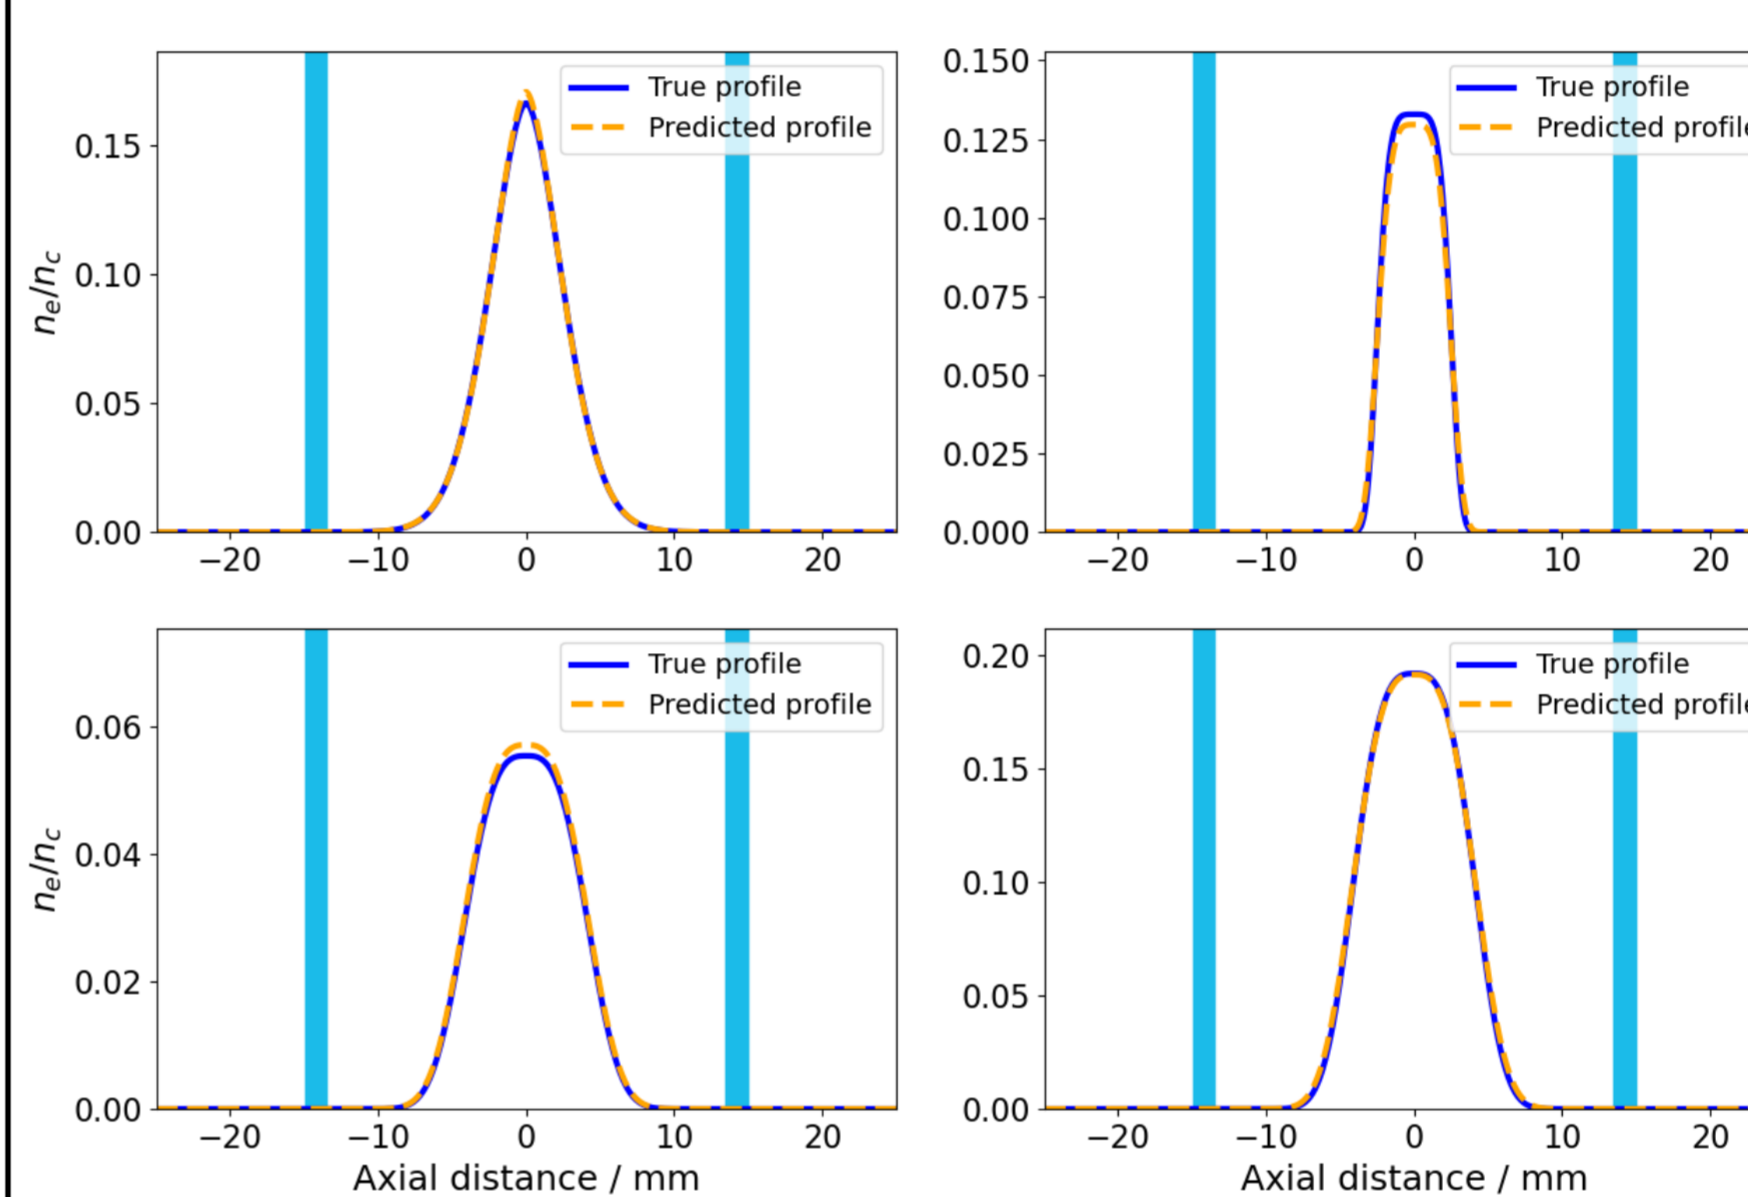 True profile
Predicted profile
0.15
0.10
0.05
0.00
n_e/n_c
−20 −10 0 10 20
True profile
Predicted profile
0.150
0.125
0.100
0.075
0.050
0.025
0.000
−20 −10 0 10 20
True profile
Predicted profile
0.06
0.04
0.02
0.00
n_e/n_c
−20 −10 0 10 20
Axial distance / mm
True profile
Predicted profile
0.20
0.15
0.10
0.05
0.00
−20 −10 0 10 20
Axial distance / mm